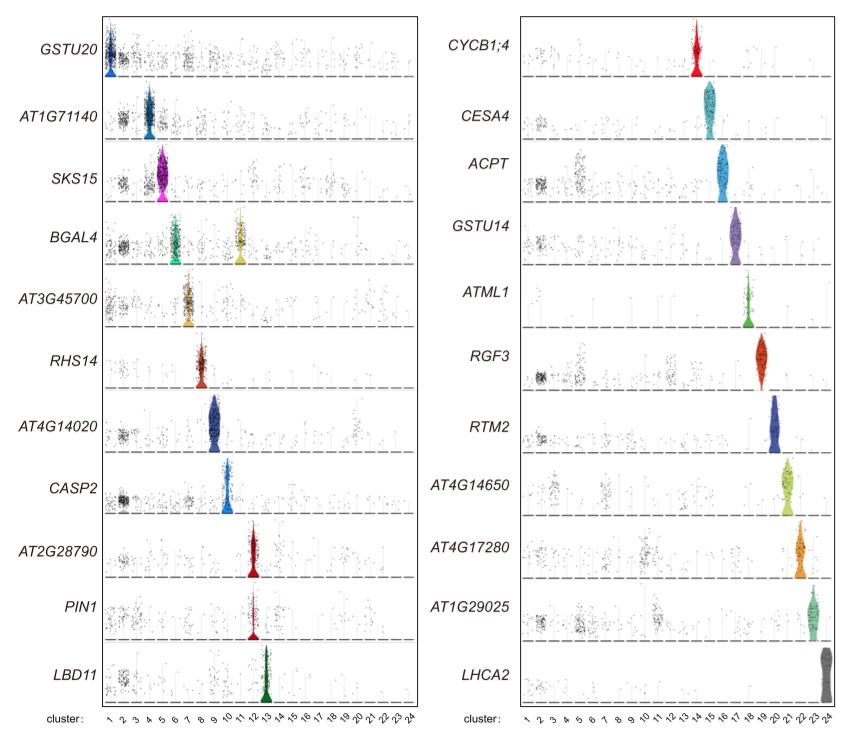 GSTU20
AT1G71140
SKS15
BGAL4
AT3G45700
RHS14
AT4G14020
CASP2
AT2G28790
PIN1
LBD11
cluster:
1 2 3 4 5 6 7 8 9 10 11 12 13 14 15 16 17 18 19 20 21 22 23 24
CYCB1;4
CESA4
ACPT
GSTU14
ATML1
RGF3
RTM2
AT4G14650
AT4G17280
AT1G29025
LHCA2
cluster:
1 2 3 4 5 6 7 8 9 10 11 12 13 14 15 16 17 18 19 20 21 22 23 24